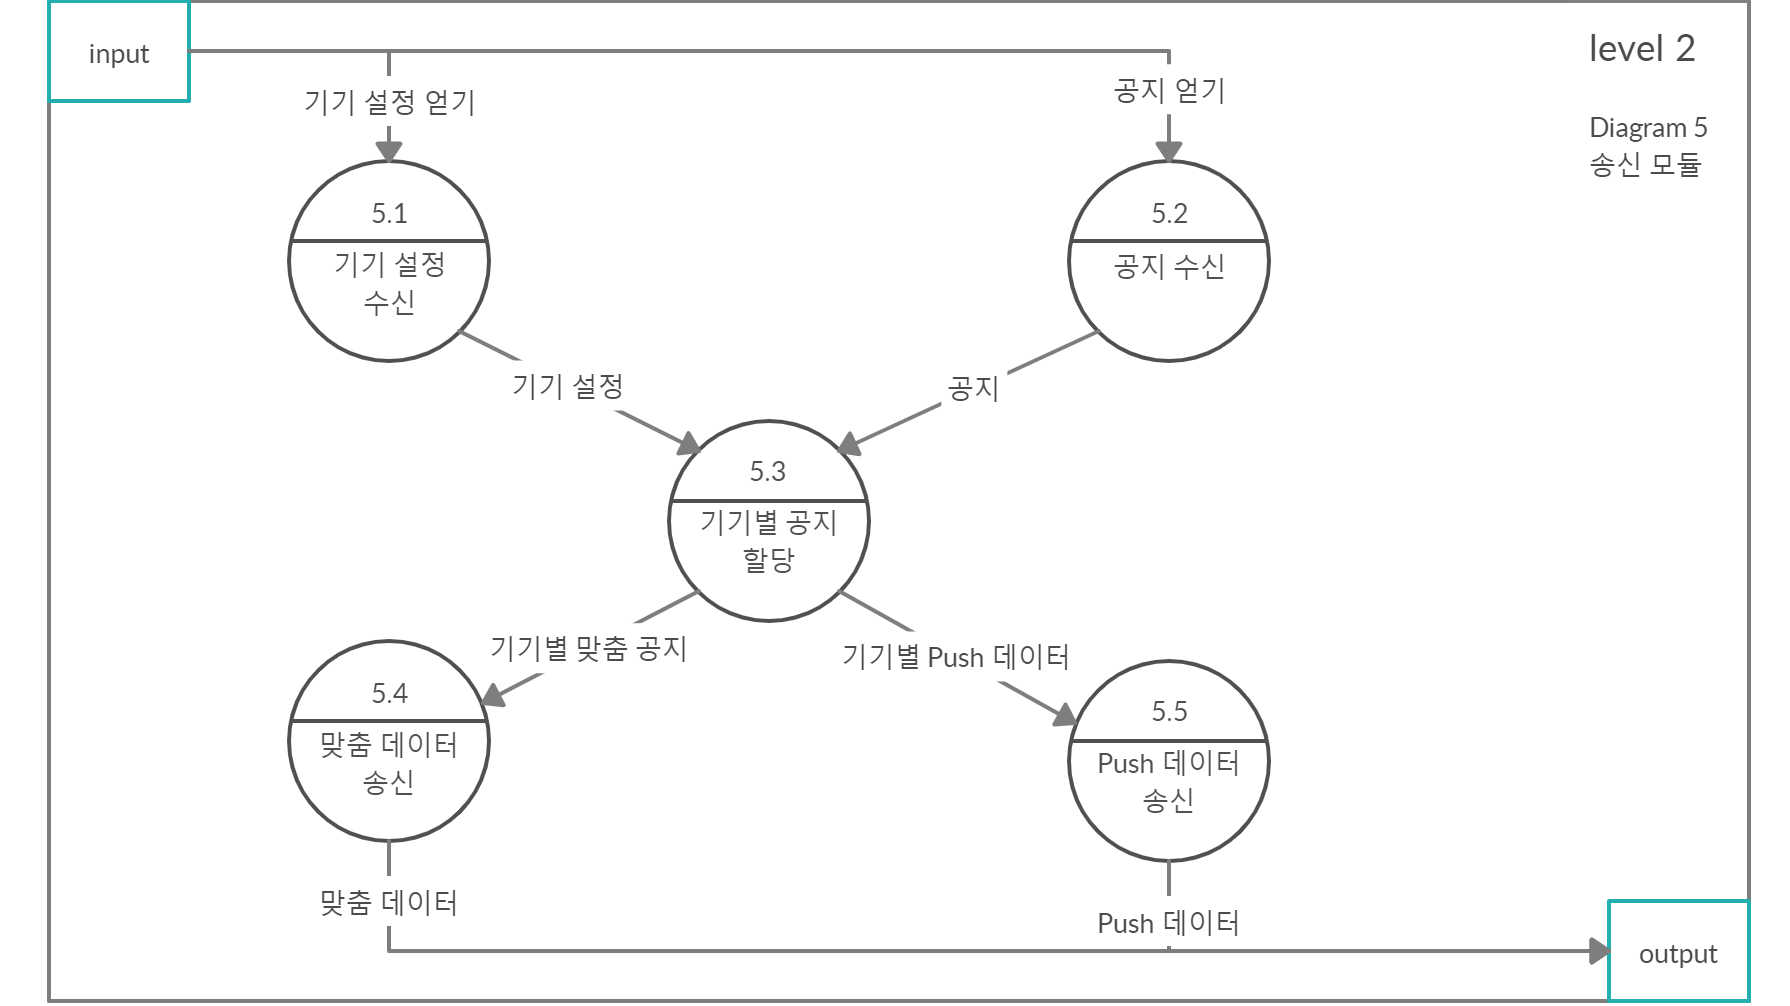 input
level 2
기기 설정 얻기
공지 얻기
Diagram 5
송신 모듈
5.1
기기 설정
수신
5.2
공지 수신
기기 설정
공지
5.3
기기별 공지
할당
기기별 맞춤 공지
기기별 Push 데이터
5.4
맞춤 데이터
송신
5.5
Push 데이터
송신
맞춤 데이터
Push 데이터
output